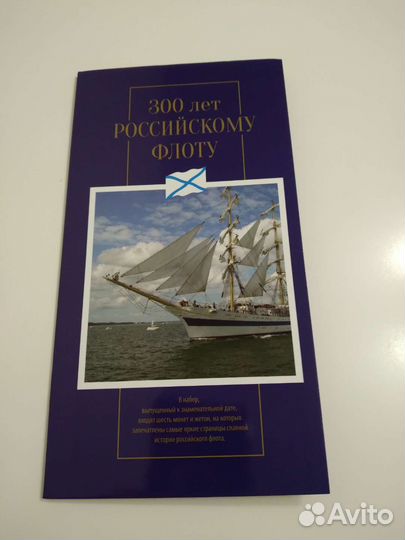 300 лет
РОССИЙСКОМУ
ФЛОТУ
В набор,
выпущенный к знаменательной дате,
входят шесть монет и жетон, на которых
запечатлены самые яркие страницы славной
истории российского флота.
Avito